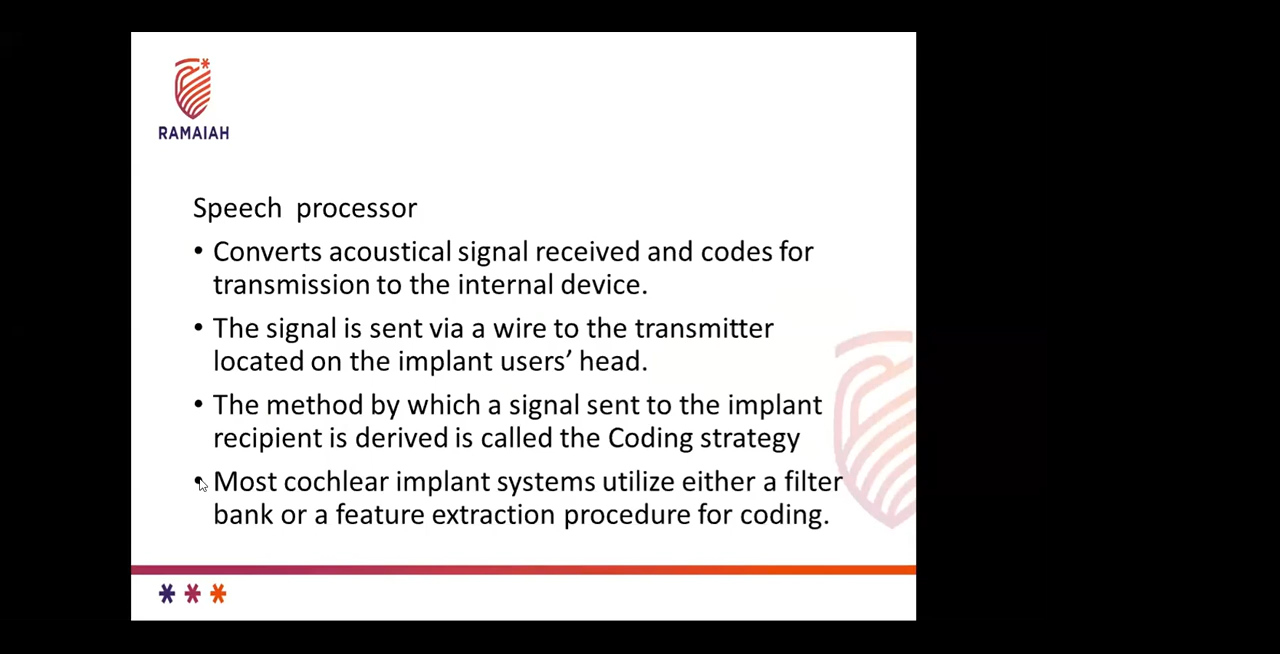 RAMAIAH
Speech processor
• Converts acoustical signal received and codes for
transmission to the internal device.
• The signal is sent via a wire to the transmitter
located on the implant users’ head.
• The method by which a signal sent to the implant
recipient is derived is called the Coding strategy
• Most cochlear implant systems utilize either a filter
bank or a feature extraction procedure for coding.